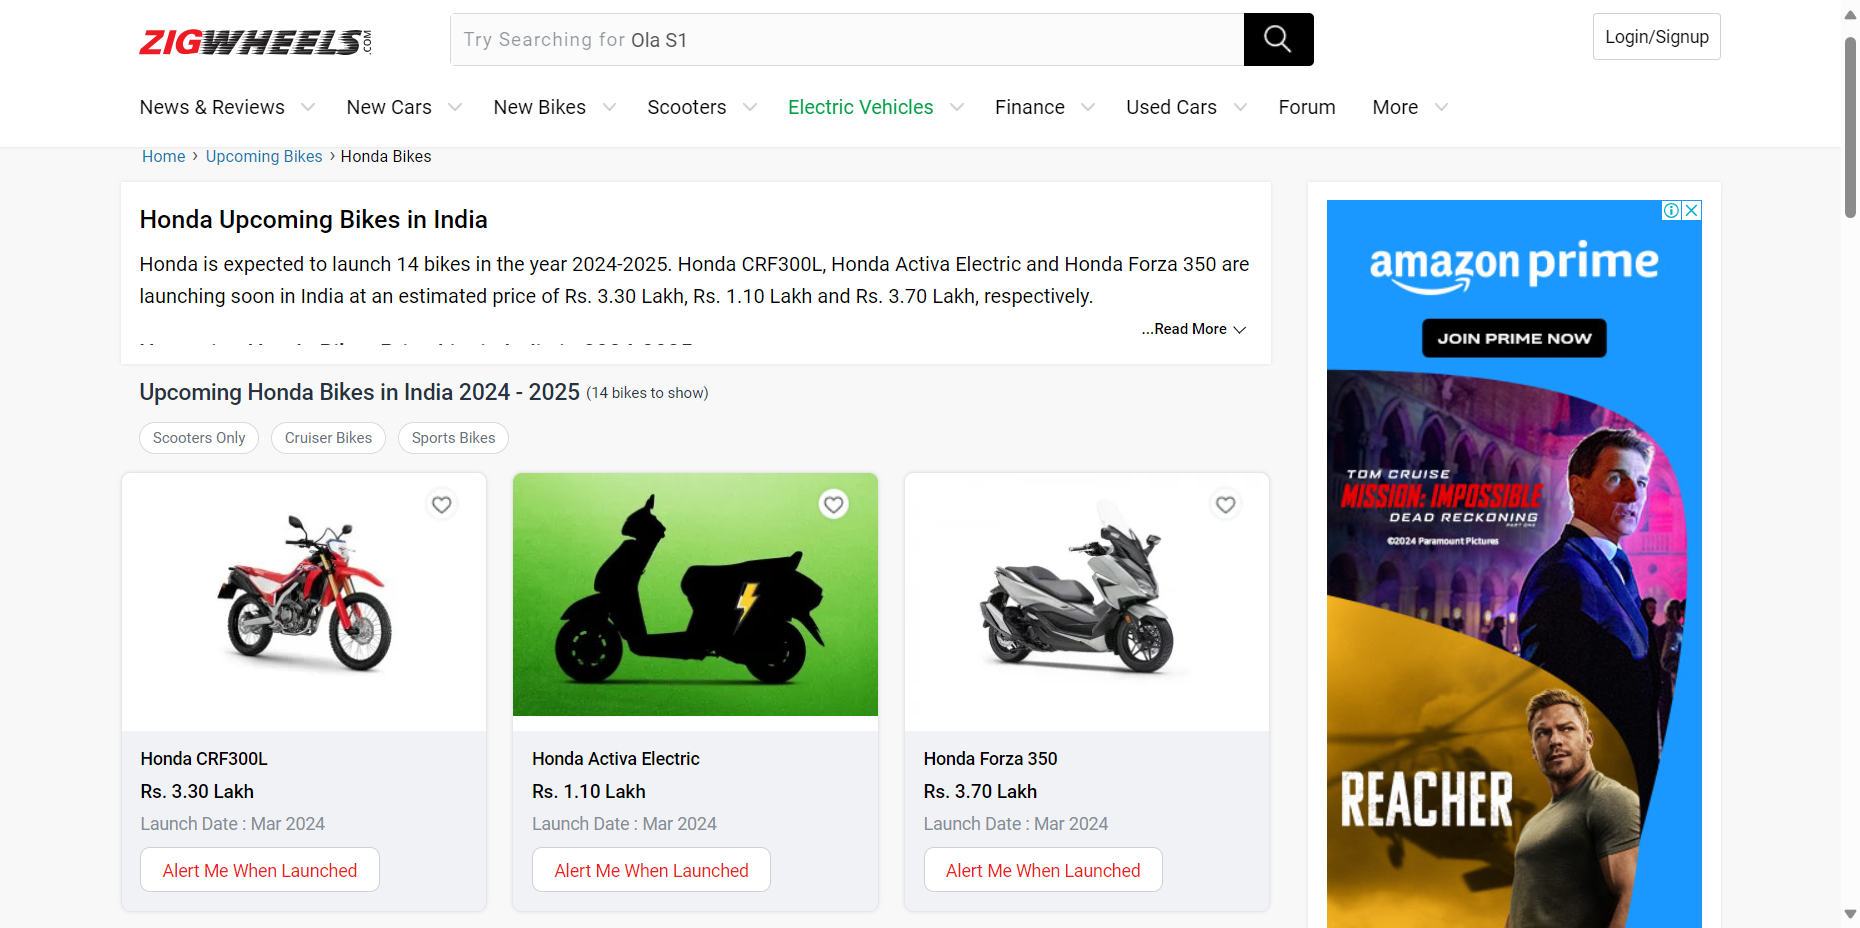 ZIGWHEELS.COM
Try Searching for Ola S1
Login/Signup
News & Reviews New Cars New Bikes Scooters Electric Vehicles Finance Used Cars Forum More
Home › Upcoming Bikes › Honda Bikes
Honda Upcoming Bikes in India
Honda is expected to launch 14 bikes in the year 2024-2025. Honda CRF300L, Honda Activa Electric and Honda Forza 350 are
launching soon in India at an estimated price of Rs. 3.30 Lakh, Rs. 1.10 Lakh and Rs. 3.70 Lakh, respectively.
...Read More
Upcoming Honda Bikes in India 2024 - 2025 (14 bikes to show)
Scooters Only Cruiser Bikes Sports Bikes
Honda CRF300L
Rs. 3.30 Lakh
Launch Date : Mar 2024
Alert Me When Launched
Honda Activa Electric
Rs. 1.10 Lakh
Launch Date : Mar 2024
Alert Me When Launched
Honda Forza 350
Rs. 3.70 Lakh
Launch Date : Mar 2024
Alert Me When Launched
amazon prime
JOIN PRIME NOW
TOM CRUISE
MISSION: IMPOSSIBLE
DEAD RECKONING
PART ONE
©2024 Paramount Pictures
REACHER